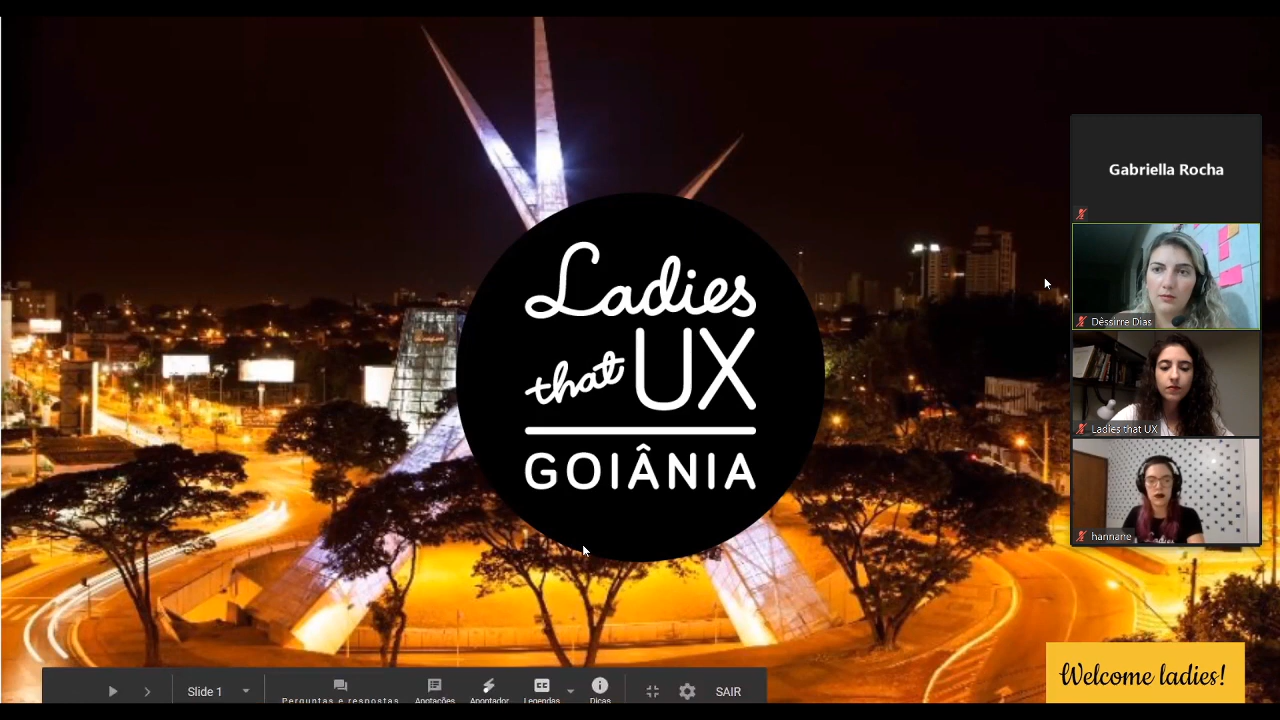 Ladies
that UX
GOIÂNIA
Gabriella Rocha
Dêssirre Dias
Ladies that UX
hannane
Welcome ladies!
Slide 1
Perguntas e respostas
Anotações
Apontador
Legendas
Dicas
SAIR